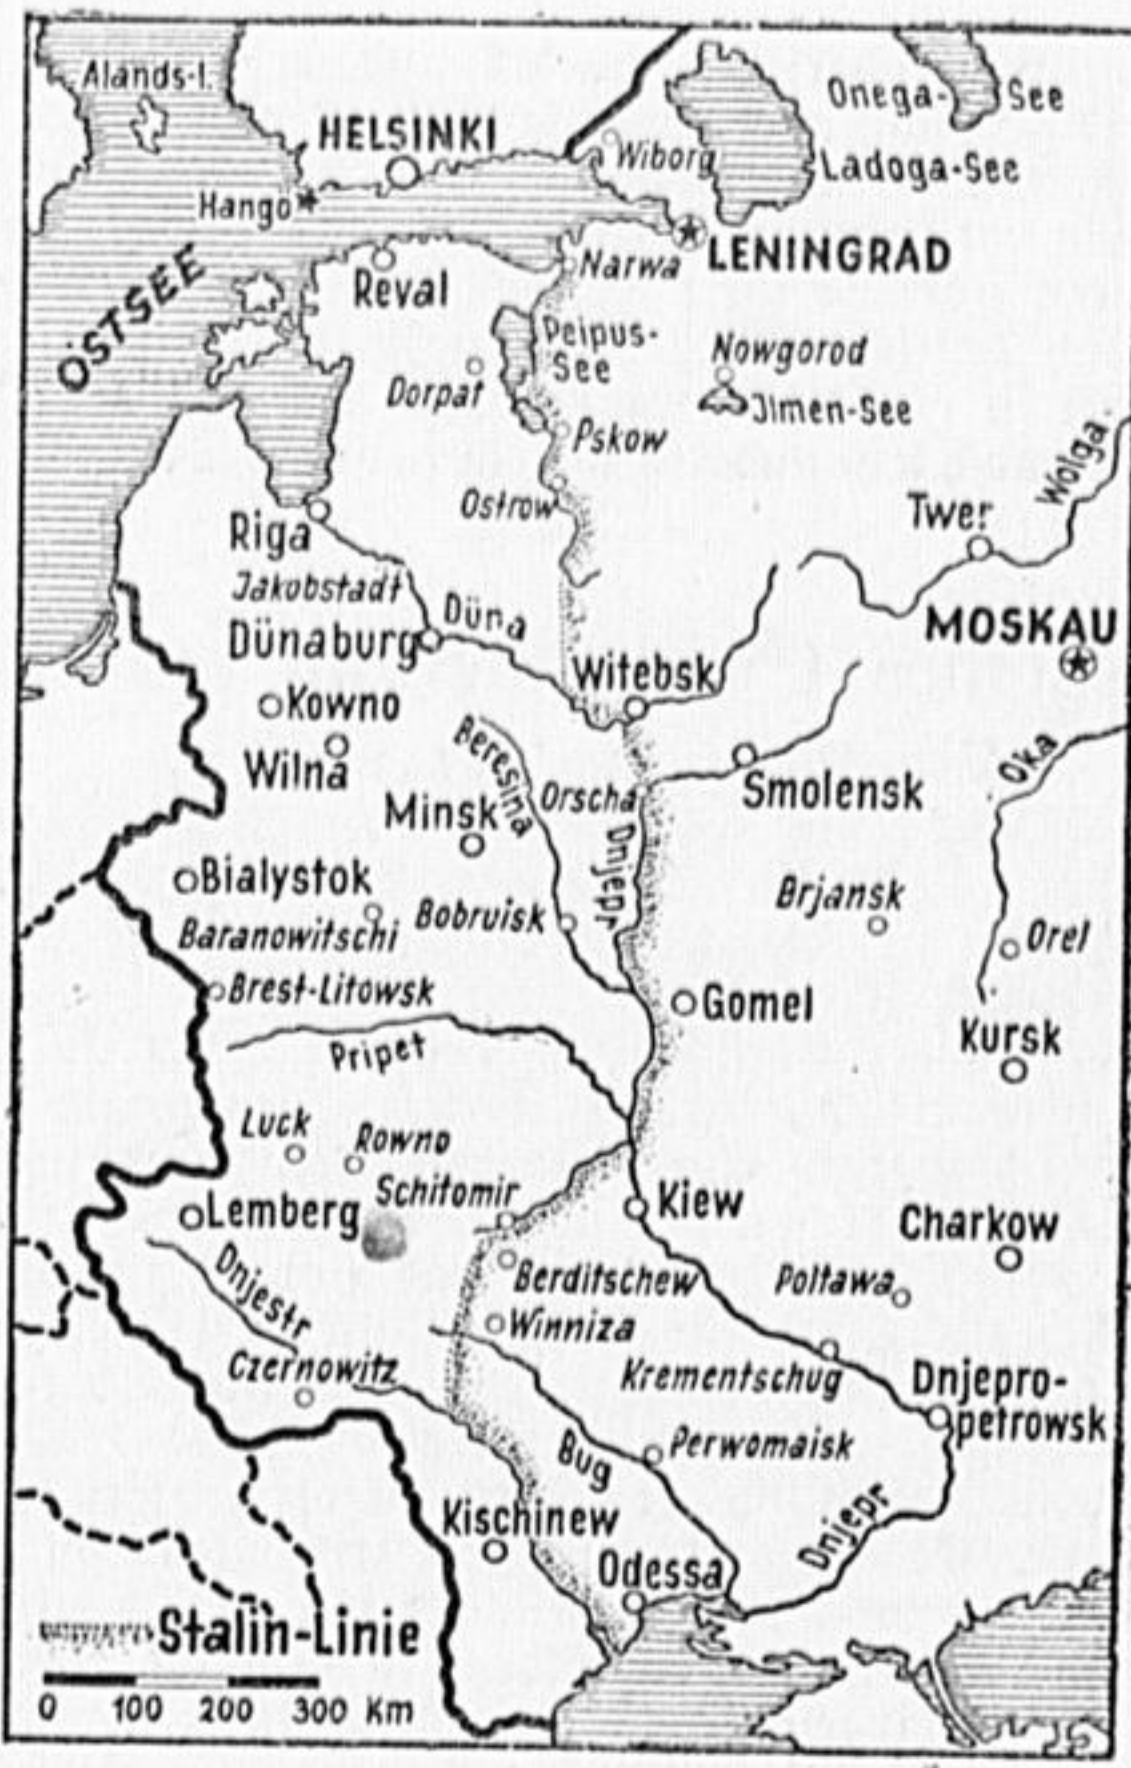 Alands-I.
Onega-See
HELSINKI
Wiborg
Ladoga-See
Hangö
LENINGRAD
Narwa
Reval
OSTSEE
Peipus-
See
Nowgorod
Dorpat
Jlmen-See
Pskow
Wolga
Ostrow
Twer
Riga
Jakobstadt
Düna
Dünaburg
MOSKAU
Witebsk
Kowno
Wilna
Beresina
Oka
Orscha
Smolensk
Minsk
Dnjepr
Bialystok
Brjansk
Bobruisk
Baranowitschi
Orel
Brest-Litowsk
Gomel
Pripet
Kursk
Luck
Rowno
Schitomir
Kiew
Lemberg
Charkow
Dnjestr
Berditschew
Poltawa
Winniza
Czernowitz
Krementschug
Dnjepro-
petrowsk
Bug
Perwomaisk
Kischinew
Dnjepr
Odessa
Stalin-Linie
0 100 200 300 Km